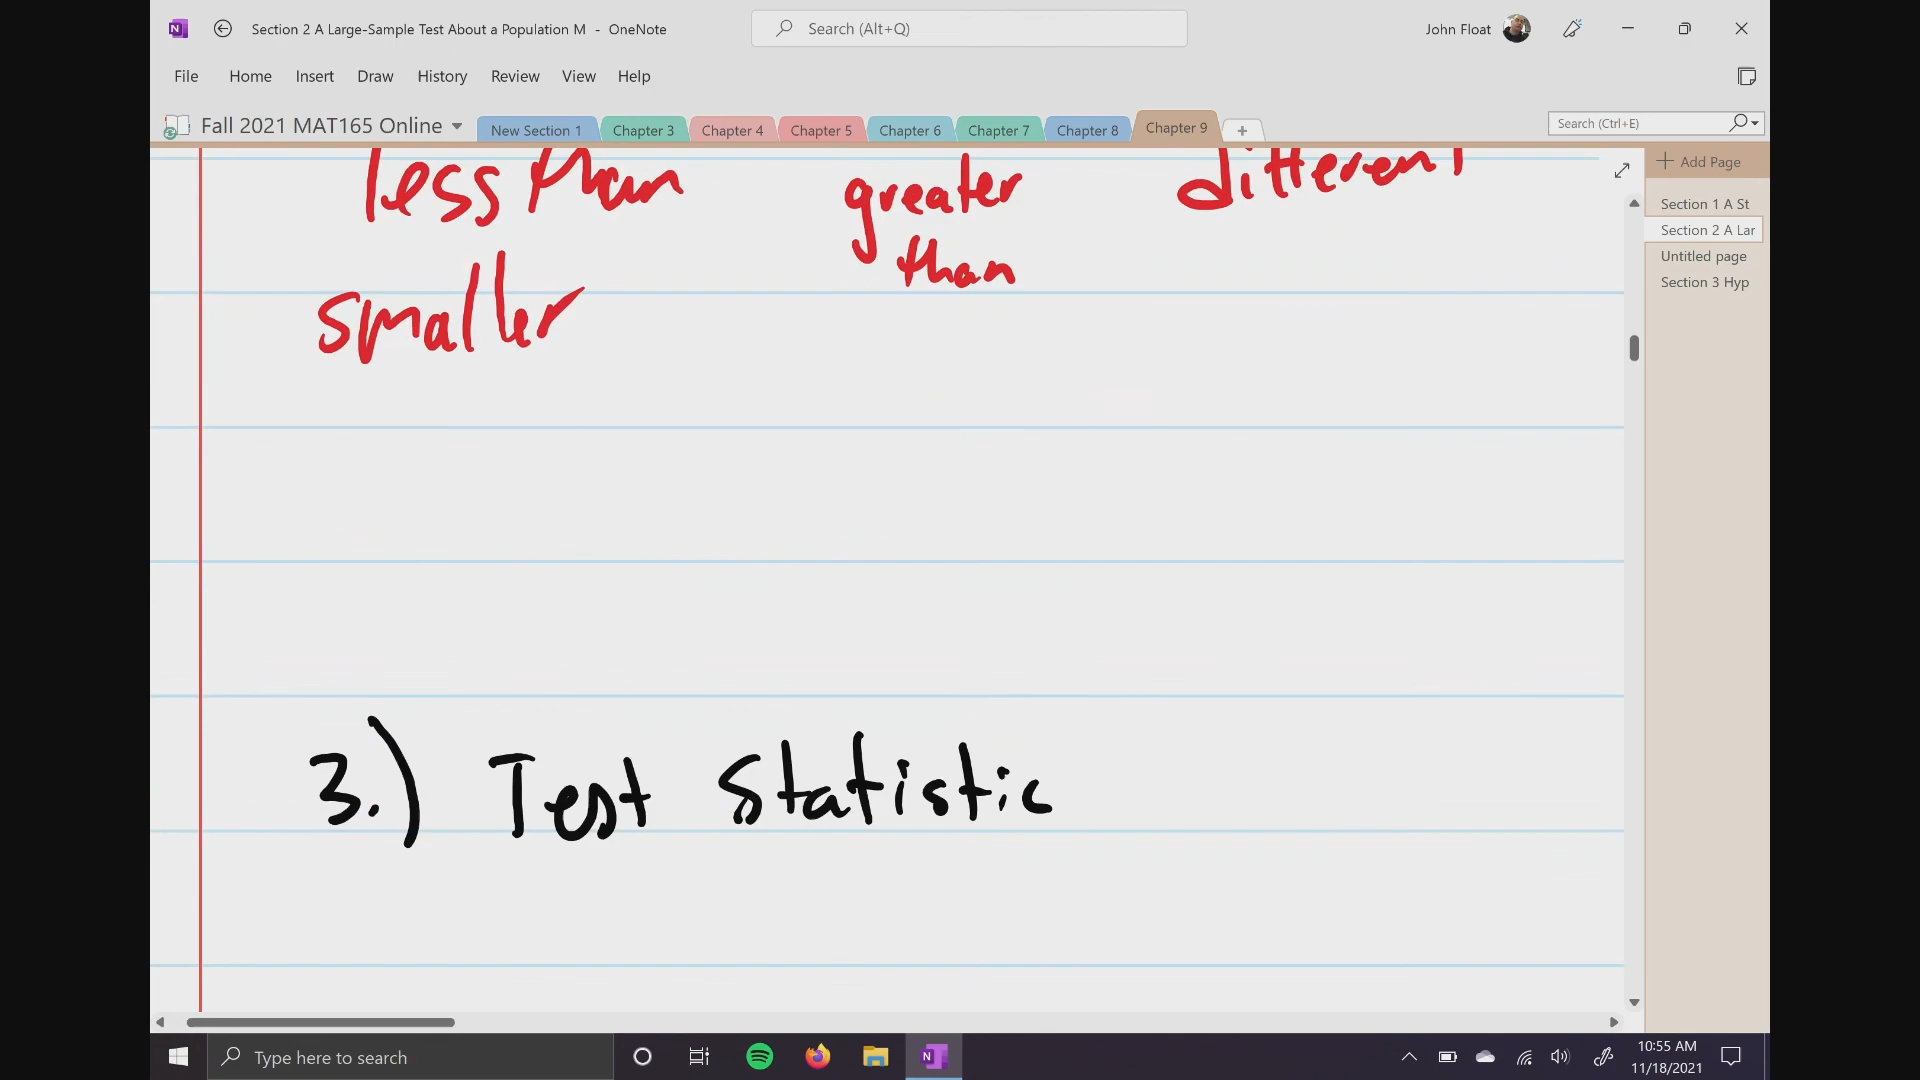 Section 2 A Large-Sample Test About a Population M - OneNote
Search (Alt+Q)
John Float
File Home Insert Draw History Review View Help
Fall 2021 MAT165 Online
New Section 1 Chapter 3 Chapter 4 Chapter 5 Chapter 6 Chapter 7 Chapter 8 Chapter 9 +
Search (Ctrl+E)
Add Page
Section 1 A St
Section 2 A Lar
Untitled page
Section 3 Hyp
less than greater different
than
smaller
3.) Test Statistic
Type here to search
10:55 AM
11/18/2021